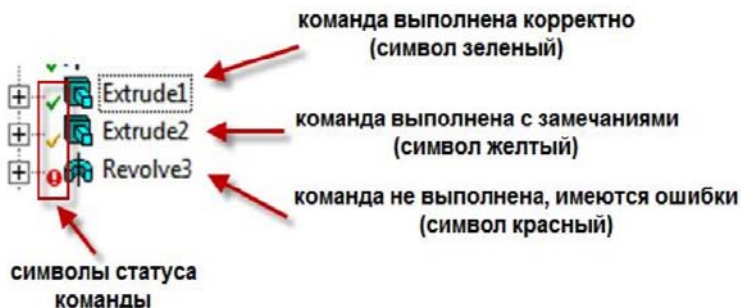 команда выполнена корректно
(символ зеленый)
Extrude1
Extrude2
команда выполнена с замечаниями
(символ желтый)
Revolve3
команда не выполнена, имеются ошибки
(символ красный)
символы статуса
команды